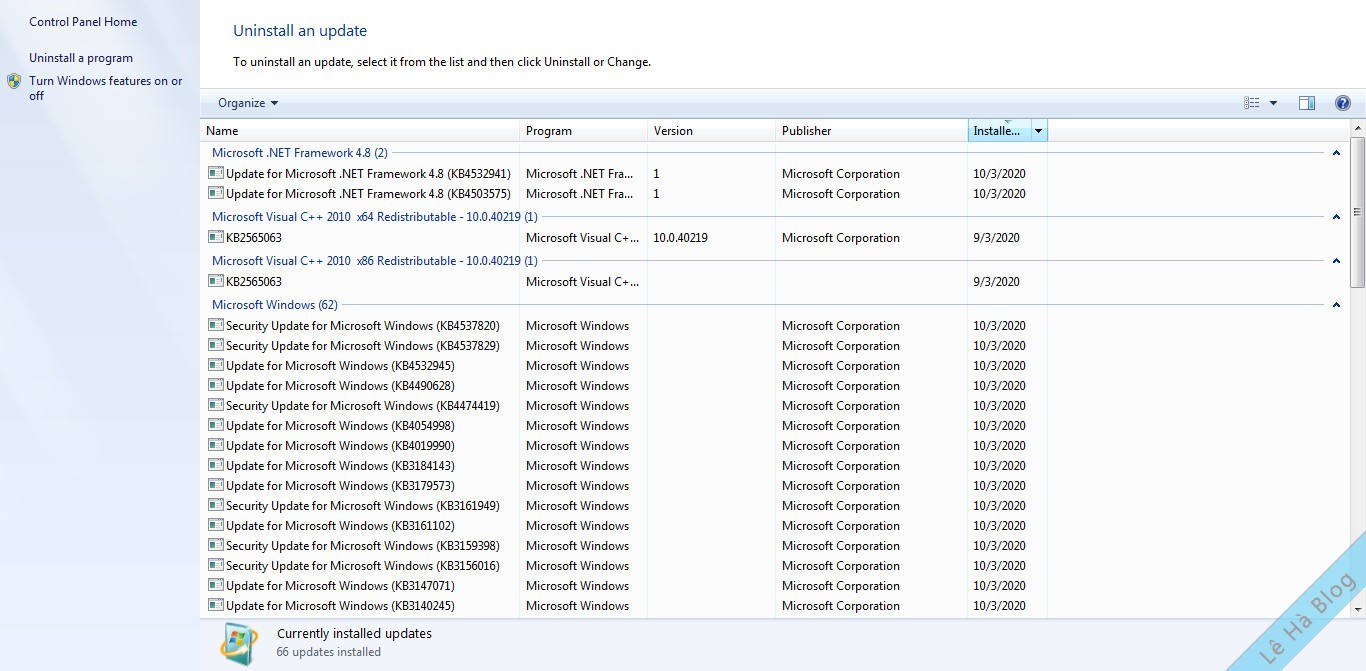 Control Panel Home
Uninstall a program
Turn Windows features on or
off
Uninstall an update
To uninstall an update, select it from the list and then click Uninstall or Change.
Organize
Name Program Version Publisher Installe...
Microsoft .NET Framework 4.8 (2)
Update for Microsoft .NET Framework 4.8 (KB4532941) Microsoft .NET Fra... 1 Microsoft Corporation 10/3/2020
Update for Microsoft .NET Framework 4.8 (KB4503575) Microsoft .NET Fra... 1 Microsoft Corporation 10/3/2020
Microsoft Visual C++ 2010 x64 Redistributable - 10.0.40219 (1)
KB2565063 Microsoft Visual C+... 10.0.40219 Microsoft Corporation 9/3/2020
Microsoft Visual C++ 2010 x86 Redistributable - 10.0.40219 (1)
KB2565063 Microsoft Visual C+... 9/3/2020
Microsoft Windows (62)
Security Update for Microsoft Windows (KB4537820) Microsoft Windows Microsoft Corporation 10/3/2020
Security Update for Microsoft Windows (KB4537829) Microsoft Windows Microsoft Corporation 10/3/2020
Update for Microsoft Windows (KB4532945) Microsoft Windows Microsoft Corporation 10/3/2020
Update for Microsoft Windows (KB4490628) Microsoft Windows Microsoft Corporation 10/3/2020
Security Update for Microsoft Windows (KB4474419) Microsoft Windows Microsoft Corporation 10/3/2020
Update for Microsoft Windows (KB4054998) Microsoft Windows Microsoft Corporation 10/3/2020
Update for Microsoft Windows (KB4019990) Microsoft Windows Microsoft Corporation 10/3/2020
Update for Microsoft Windows (KB3184143) Microsoft Windows Microsoft Corporation 10/3/2020
Update for Microsoft Windows (KB3179573) Microsoft Windows Microsoft Corporation 10/3/2020
Security Update for Microsoft Windows (KB3161949) Microsoft Windows Microsoft Corporation 10/3/2020
Update for Microsoft Windows (KB3161102) Microsoft Windows Microsoft Corporation 10/3/2020
Security Update for Microsoft Windows (KB3159398) Microsoft Windows Microsoft Corporation 10/3/2020
Security Update for Microsoft Windows (KB3156016) Microsoft Windows Microsoft Corporation 10/3/2020
Update for Microsoft Windows (KB3147071) Microsoft Windows Microsoft Corporation 10/3/2020
Update for Microsoft Windows (KB3140245) Microsoft Windows Microsoft Corporation 10/3/2020
Currently installed updates
66 updates installed
Lê Hà Blog